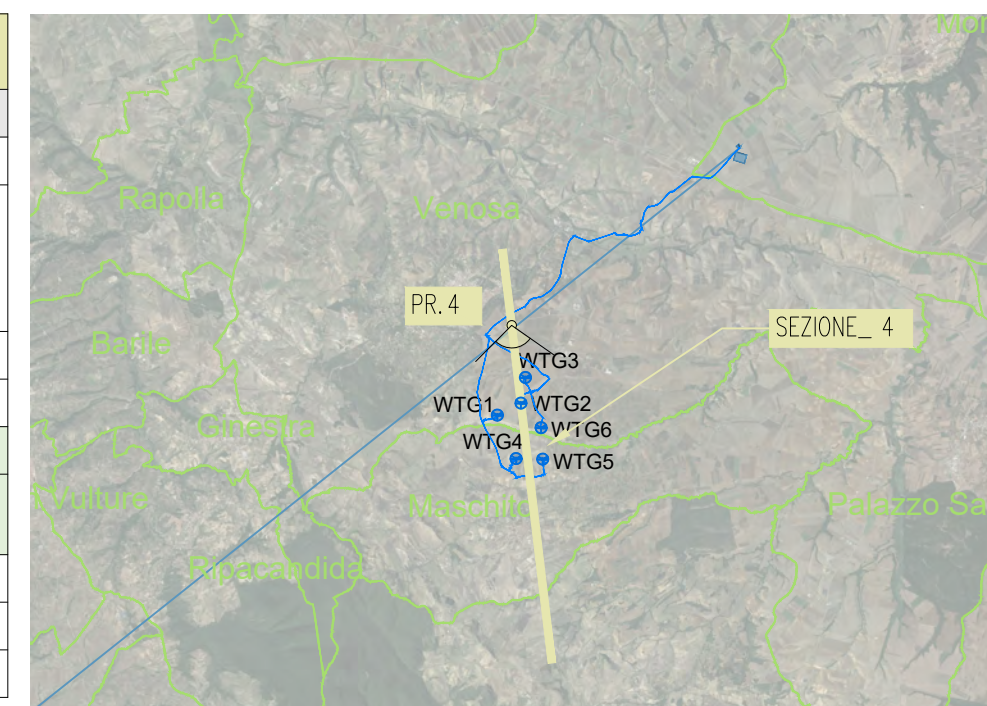 Mon
Rapolla
Venosa
PR. 4
SEZIONE_ 4
Barile
WTG3
WTG1
WTG2
Ginestra
WTG6
WTG4
WTG5
Vulture
Maschito
Palazzo Sa
Ripacandida